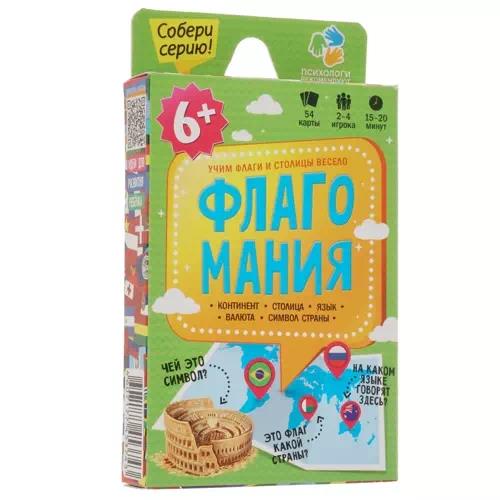 Собери
серию!
ПСИХОЛОГИ
РЕКОМЕНДУЮТ
6+
54
карты
2-4
игрока
15-20
минут
УЧИМ ФЛАГИ И СТОЛИЦЫ ВЕСЕЛО
ФЛАГО
МАНИЯ
• КОНТИНЕНТ • СТОЛИЦА • ЯЗЫК •
• ВАЛЮТА • СИМВОЛ СТРАНЫ •
ЧЕЙ ЭТО
СИМВОЛ?
НА КАКОМ
ЯЗЫКЕ
ГОВОРЯТ
ЗДЕСЬ?
ЭТО ФЛАГ
КАКОЙ
СТРАНЫ?